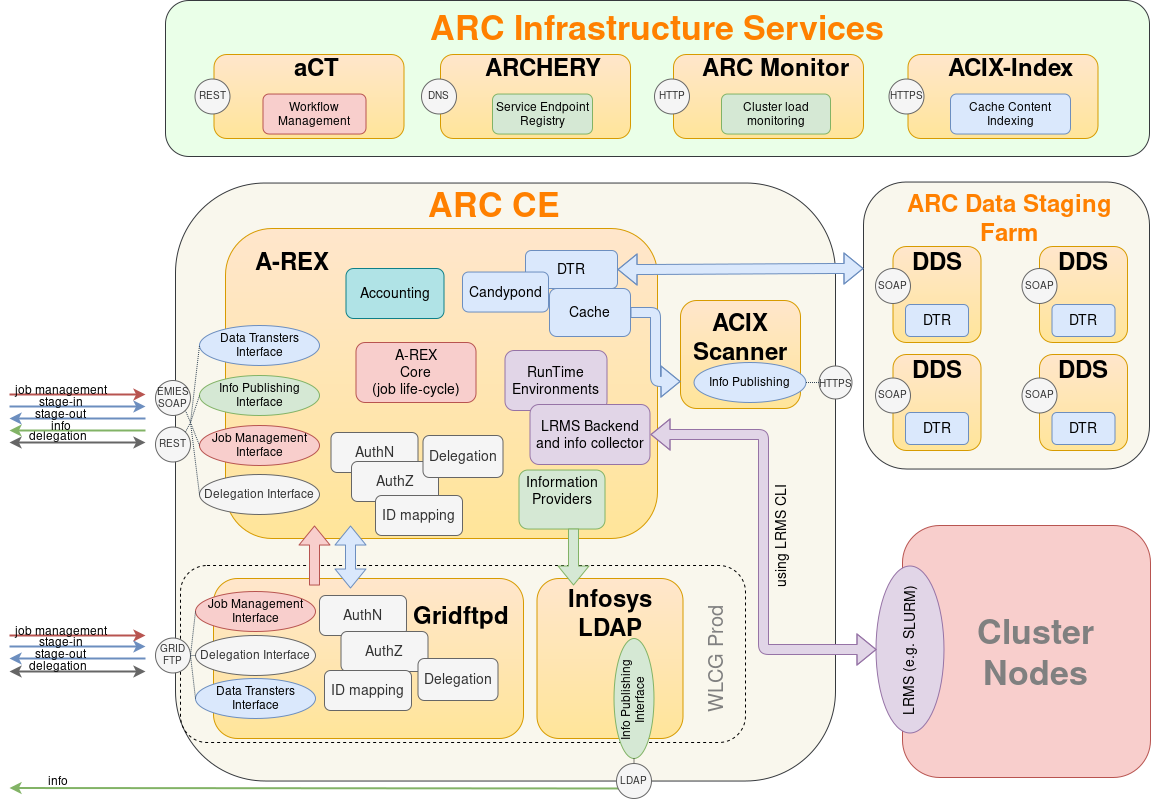 ARC Infrastructure Services
aCT
REST
Workflow
Management
ARCHERY
DNS
Service Endpoint
Registry
ARC Monitor
HTTP
Cluster load
monitoring
ACIX-Index
HTTPS
Cache Content
Indexing
ARC CE
A-REX
Accounting
DTR
Candypond
Cache
A-REX
Core
(job life-cycle)
RunTime
Environments
LRMS Backend
and info collector
AuthN
AuthZ
Delegation
ID mapping
Information
Providers
Data Transters
Interface
Info Publishing
Interface
Job Management
Interface
Delegation Interface
EMIES
SOAP
REST
job management
stage-in
stage-out
info
delegation
ACIX
Scanner
Info Publishing
HTTPS
ARC Data Staging
Farm
DDS
SOAP
DTR
DDS
SOAP
DTR
DDS
SOAP
DTR
DDS
SOAP
DTR
using LRMS CLI
Gridftpd
Job Management
Interface
Delegation Interface
Data Transters
Interface
AuthN
AuthZ
ID mapping
Delegation
GRID
FTP
job management
stage-in
stage-out
delegation
Infosys
LDAP
Info Publishing
Interface
WLCG Prod
LDAP
info
LRMS (e.g. SLURM)
Cluster
Nodes